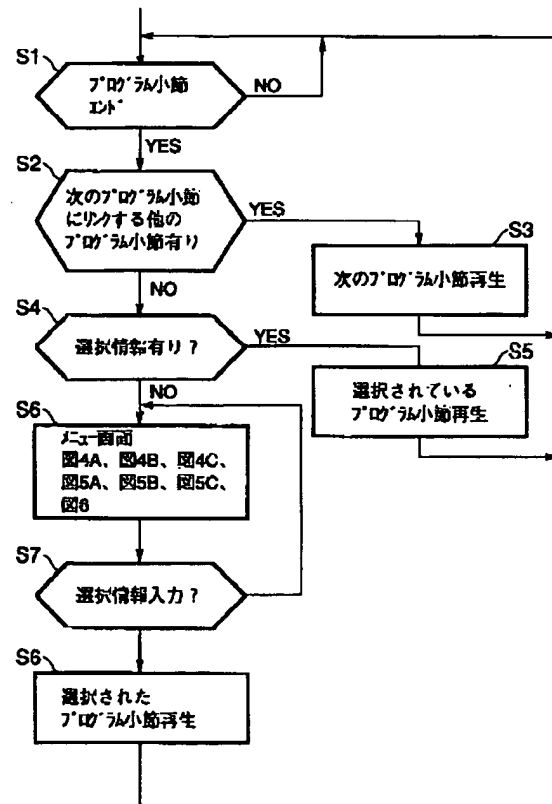 S1
プログラム小節
エンド
NO
YES
S2
次のプログラム小節
にリンクする他の
プログラム小節有り
YES
S3
次のプログラム小節再生
NO
S4
選択情報有り?
YES
S5
選択されている
プログラム小節再生
NO
S6
メニュー画面
図4A、図4B、図4C、
図5A、図5B、図5C、
図6
S7
選択情報入力?
S6
選択された
プログラム小節再生